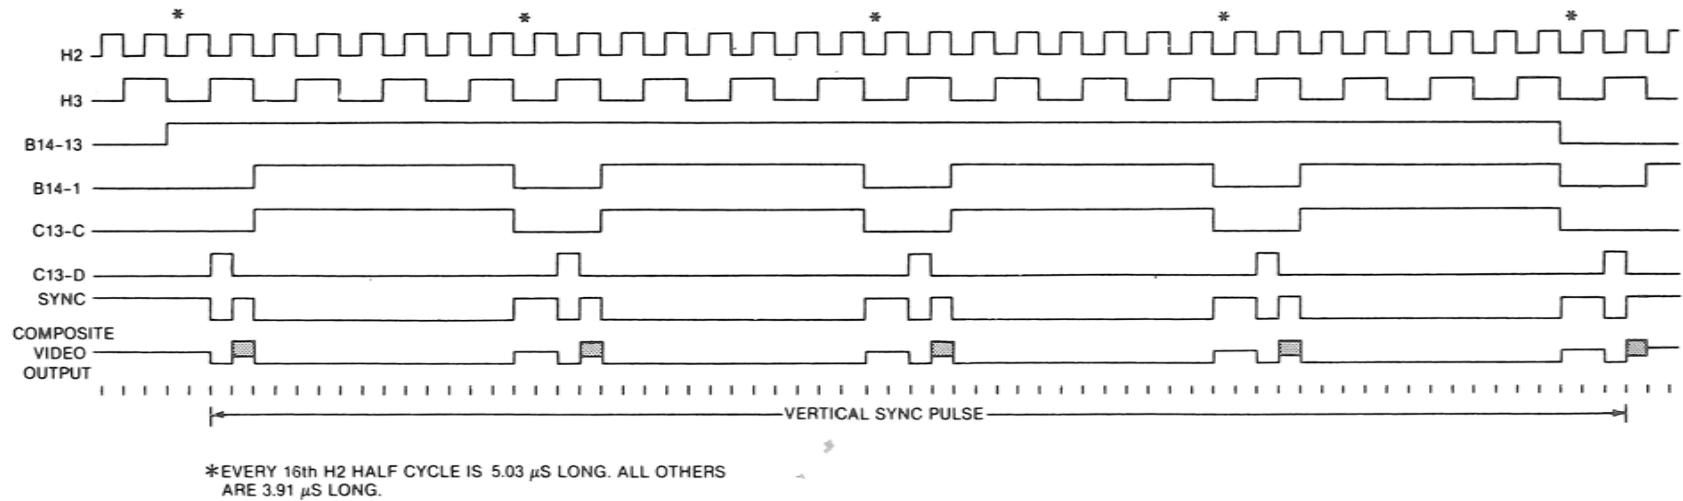 * * * * *
H2
H3
B14-13
B14-1
C13-C
C13-D
SYNC
COMPOSITE
VIDEO
OUTPUT
VERTICAL SYNC PULSE
*EVERY 16th H2 HALF CYCLE IS 5.03 µS LONG. ALL OTHERS
ARE 3.91 µS LONG.